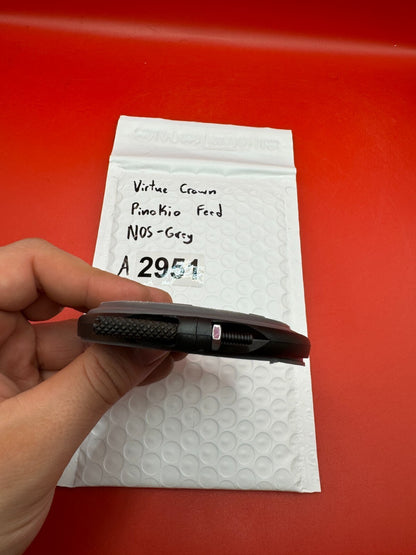 Virtue Crown
PinoKio Feed
NOS-Grey
A 2951